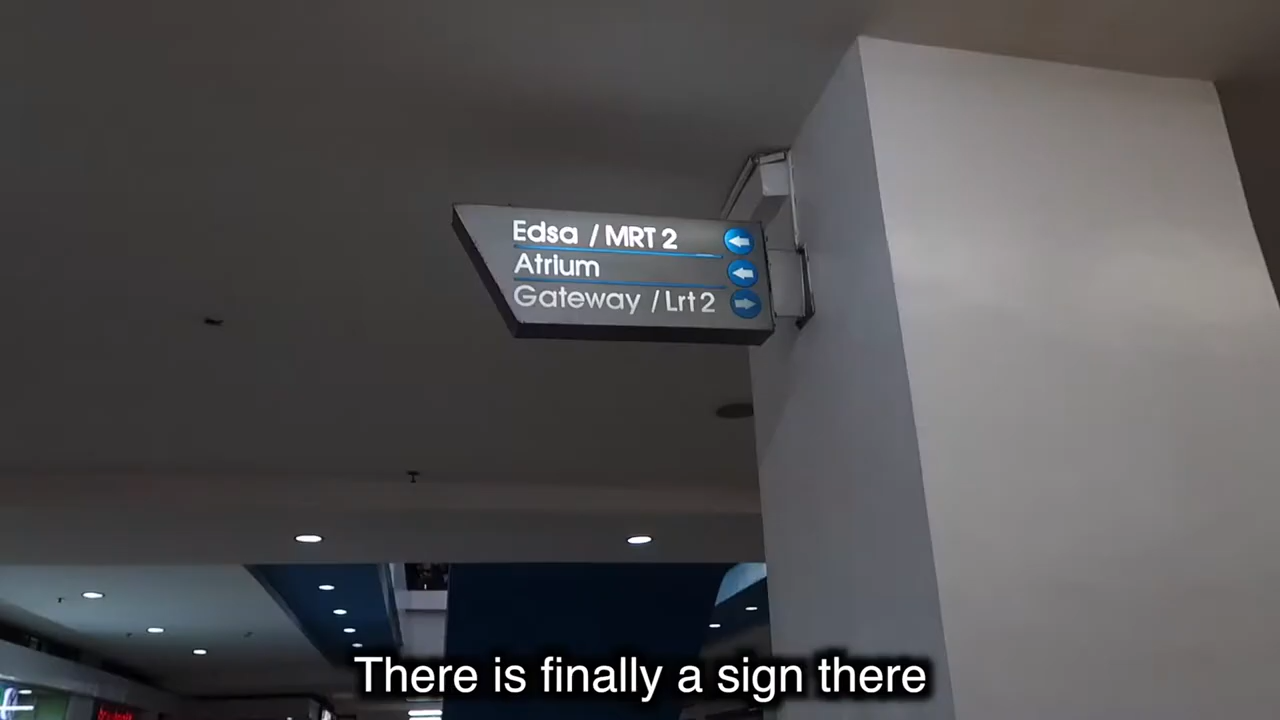 Edsa / MRT 2
Atrium
Gateway / Lrt 2
There is finally a sign there